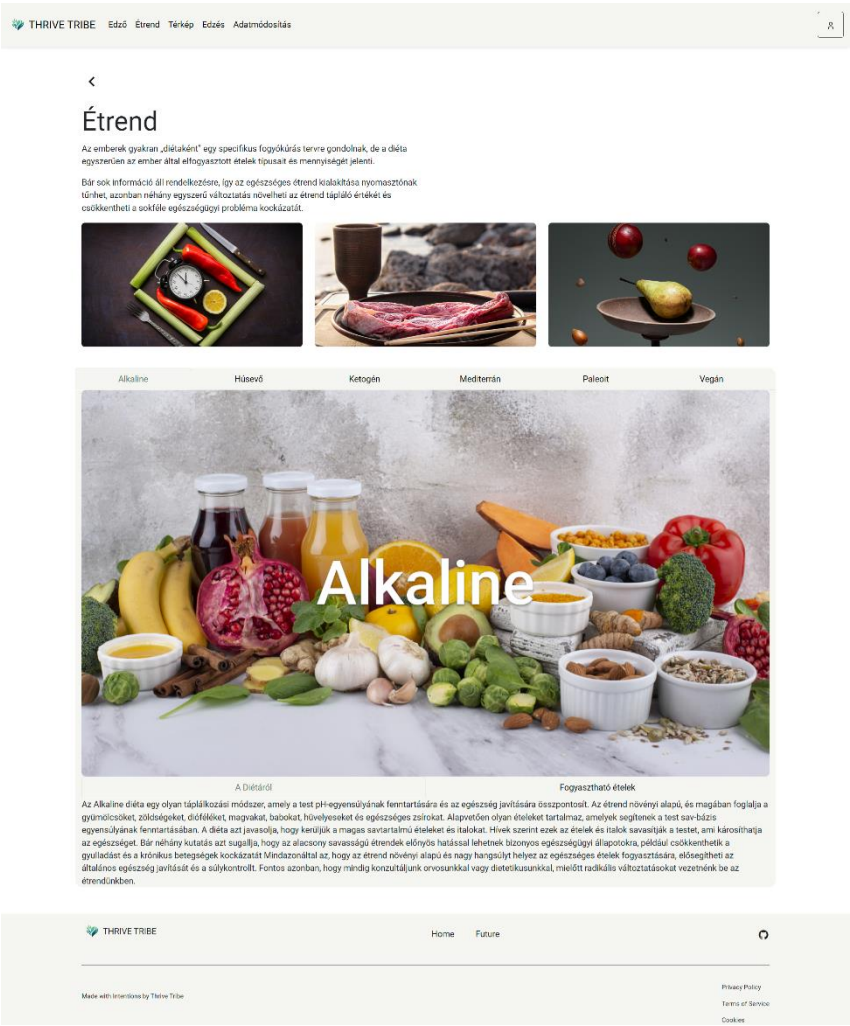 THRIVE TRIBE Edző Étrend Térkép Edzés Adatmódosítás
Étrend
Az emberek gyakran „diétaként" egy specifikus fogyókúrás tervre gondolnak, de a diéta
egyszerűen az ember által elfogyasztott ételek típusait és mennyiségét jelenti.
Bár sok információ áll rendelkezésre, így az egészséges étrend kialakítása nyomasztónak
tűnhet, azonban néhány egyszerű változtatás növelheti az étrend tápláló értékét és
csökkentheti a sokféle egészségügyi probléma kockázatát.
Alkaline Húsevő Ketogén Mediterrán Paleoit Vegán
Alkaline
A Diétáról Fogyasztható ételek
Az Alkaline diéta egy olyan táplálkozási módszer, amely a test pH-egyensúlyának fenntartására és az egészség javítására összpontosít. Az étrend növényi alapú, és magában foglalja a
gyümölcsöket, zöldségeket, dióféléket, magvakat, babokat, hüvelyeseket és egészséges zsírokat. Alapvetően olyan ételeket tartalmaz, amelyek segítenek a test sav-bázis
egyensúlyának fenntartásában. A diéta azt javasolja, hogy kerüljük a magas savtartalmú ételeket és italokat. Hívek szerint ezek az ételek és italok savasítják a testet, ami károsíthatja
az egészséget. Bár néhány kutatás azt sugallja, hogy az alacsony savasságú étrendek előnyös hatással lehetnek bizonyos egészségügyi állapotokra, például csökkenthetik a
gyulladást és a krónikus betegségek kockázatát Mindazonáltal az, hogy az étrend növényi alapú és nagy hangsúlyt helyez az egészséges ételek fogyasztására, elősegítheti az
általános egészség javítását és a súlykontrollt. Fontos azonban, hogy mindig konzultáljunk orvosunkkal vagy dietetikusunkkal, mielőtt radikális változtatásokat vezetnénk be az
étrendünkben.
THRIVE TRIBE Home Future
Made with Intentions by Thrive Tribe
Privacy Policy
Terms of Service
Cookies